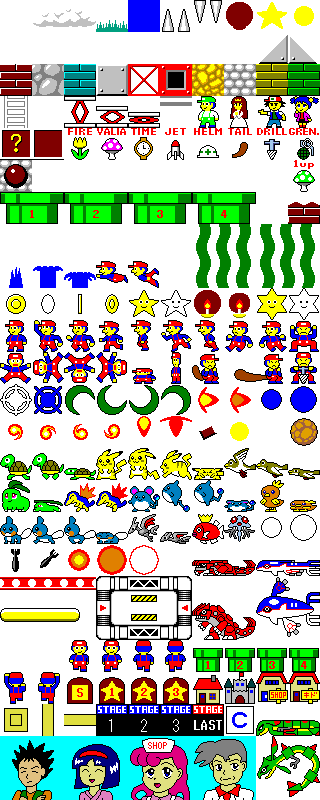 FIRE VALIA TIME JET HELM TAIL DRILL GREN.
?
1up
1 2 3 4
1 2 3 4
S 1 2 3
SHOP
STAGE STAGE STAGE STAGE
1 2 3 LAST
C
SHOP